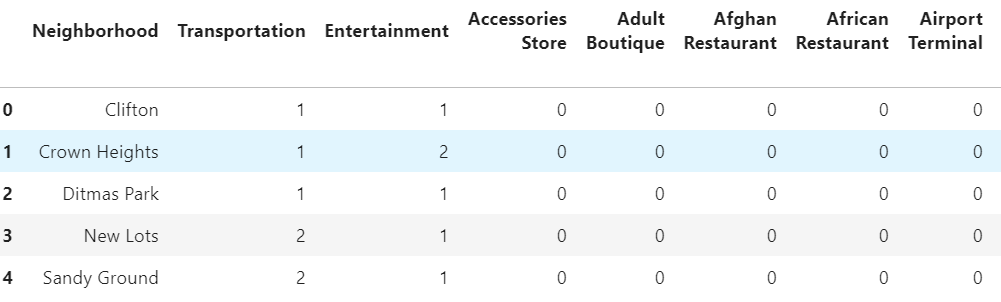 Neighborhood Transportation Entertainment Accessories Store Adult Boutique Afghan Restaurant African Restaurant Airport Terminal
0 Clifton 1 1 0 0 0 0 0
1 Crown Heights 1 2 0 0 0 0 0
2 Ditmas Park 1 1 0 0 0 0 0
3 New Lots 2 1 0 0 0 0 0
4 Sandy Ground 2 1 0 0 0 0 0